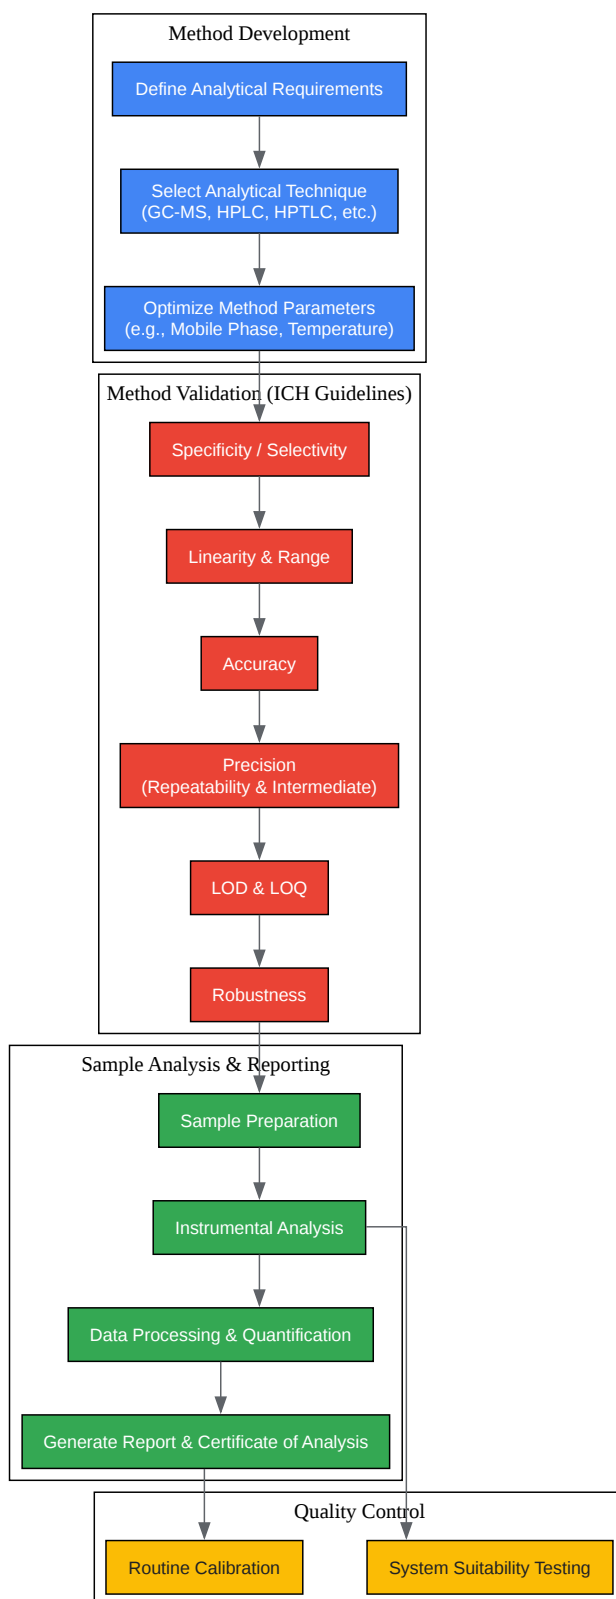 Method Development
Define Analytical Requirements
Select Analytical Technique
(GC-MS, HPLC, HPTLC, etc.)
Optimize Method Parameters
(e.g., Mobile Phase, Temperature)
Method Validation (ICH Guidelines)
Specificity / Selectivity
Linearity & Range
Accuracy
Precision
(Repeatability & Intermediate)
LOD & LOQ
Robustness
Sample Analysis & Reporting
Sample Preparation
Instrumental Analysis
Data Processing & Quantification
Generate Report & Certificate of Analysis
Quality Control
Routine Calibration
System Suitability Testing